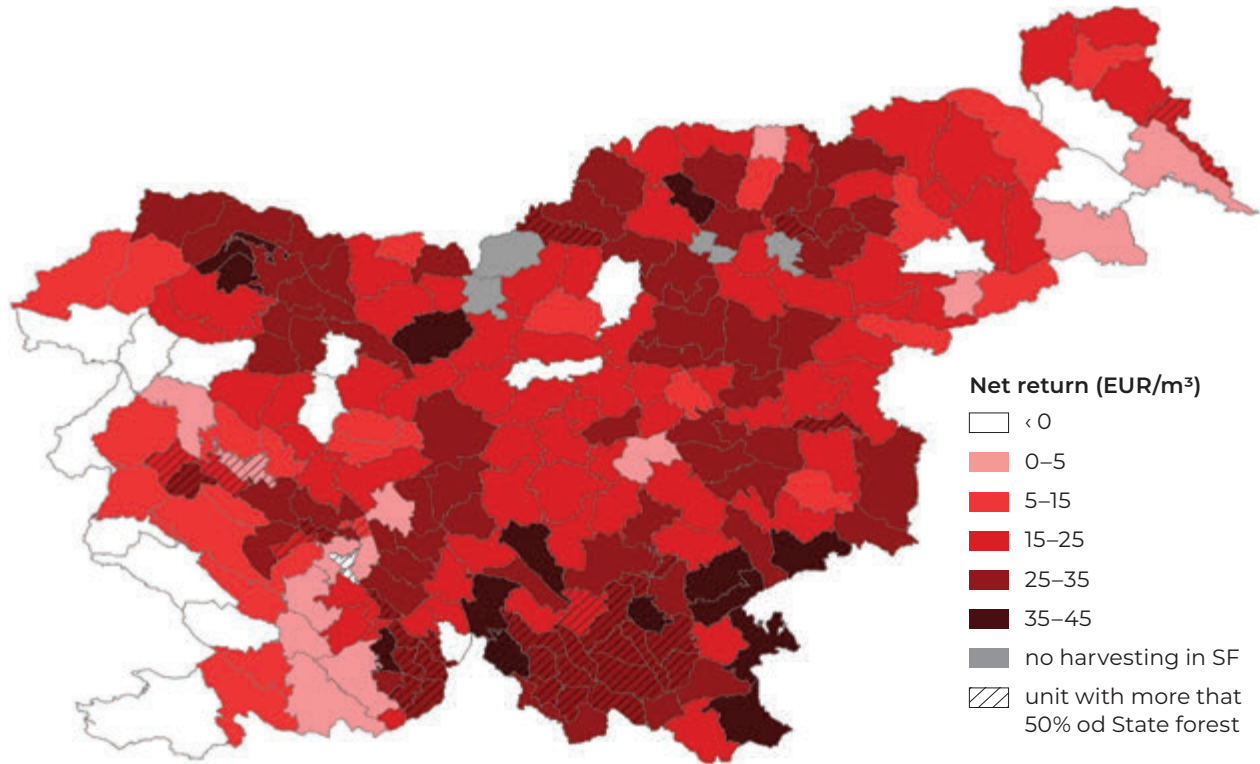 Net return (EUR/m³)
‹ 0
0–5
5–15
15–25
25–35
35–45
no harvesting in SF
unit with more that
50% od State forest